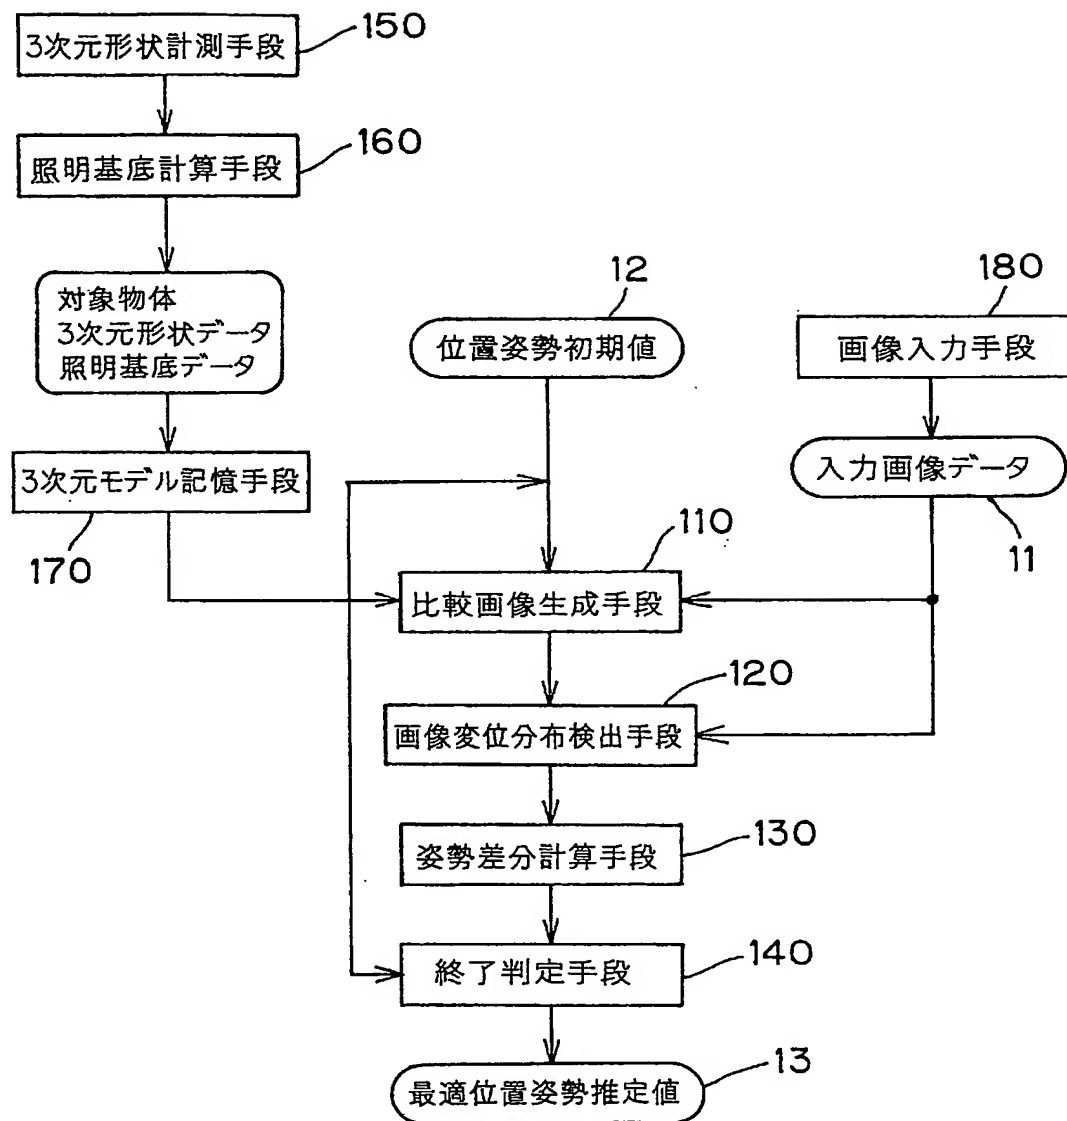 150
3次元形状計測手段
160
照明基底計算手段
対象物体
3次元形状データ
照明基底データ
12
位置姿勢初期値
180
画像入力手段
3次元モデル記憶手段
170
入力画像データ
11
110
比較画像生成手段
120
画像変位分布検出手段
130
姿勢差分計算手段
140
終了判定手段
13
最適位置姿勢推定値